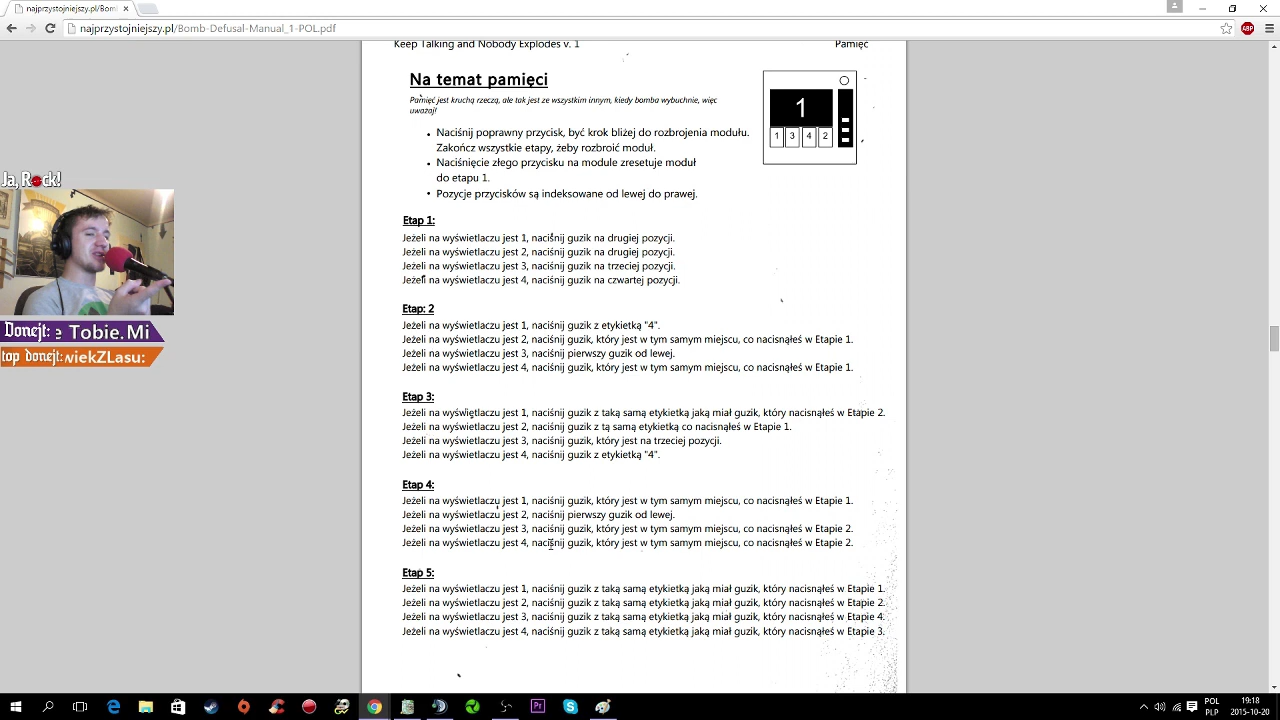 najprzystojniejszy.pl/Bo
najprzystojniejszy.pl/Bomb-Defusal-Manual_1-POL.pdf
ABP
Keep Talking and Nobody Explodes v. 1 Pamięć
Na temat pamięci
Pamięć jest kruchą rzeczą, ale tak jest ze wszystkim innym, kiedy bomba wybuchnie, więc
uważaj!
1
1 3 4 2
• Naciśnij poprawny przycisk, być krok bliżej do rozbrojenia modułu.
Zakończ wszystkie etapy, żeby rozbroić moduł.
• Naciśnięcie złego przycisku na module zresetuje moduł
do etapu 1.
• Pozycje przycisków są indeksowane od lewej do prawej.
Ja, Rock!
Etap 1:
Jeżeli na wyświetlaczu jest 1, naciśnij guzik na drugiej pozycji.
Jeżeli na wyświetlaczu jest 2, naciśnij guzik na drugiej pozycji.
Jeżeli na wyświetlaczu jest 3, naciśnij guzik na trzeciej pozycji.
Jeżeli na wyświetlaczu jest 4, naciśnij guzik na czwartej pozycji.
Etap: 2
Jeżeli na wyświetlaczu jest 1, naciśnij guzik z etykietką "4".
Jeżeli na wyświetlaczu jest 2, naciśnij guzik, który jest w tym samym miejscu, co nacisnąłeś w Etapie 1.
Jeżeli na wyświetlaczu jest 3, naciśnij pierwszy guzik od lewej.
Jeżeli na wyświetlaczu jest 4, naciśnij guzik, który jest w tym samym miejscu, co nacisnąłeś w Etapie 1.
Donejt: e Tobie.Mi
top donejt: wiekZLasu:
Etap 3:
Jeżeli na wyświetlaczu jest 1, naciśnij guzik z taką samą etykietką jaką miał guzik, który nacisnąłeś w Etapie 2.
Jeżeli na wyświetlaczu jest 2, naciśnij guzik z tą samą etykietką co nacisnąłeś w Etapie 1.
Jeżeli na wyświetlaczu jest 3, naciśnij guzik, który jest na trzeciej pozycji.
Jeżeli na wyświetlaczu jest 4, naciśnij guzik z etykietką "4".
Etap 4:
Jeżeli na wyświetlaczu jest 1, naciśnij guzik, który jest w tym samym miejscu, co nacisnąłeś w Etapie 1.
Jeżeli na wyświetlaczu jest 2, naciśnij pierwszy guzik od lewej.
Jeżeli na wyświetlaczu jest 3, naciśnij guzik, który jest w tym samym miejscu, co nacisnąłeś w Etapie 2.
Jeżeli na wyświetlaczu jest 4, naciśnij guzik, który jest w tym samym miejscu, co nacisnąłeś w Etapie 2.
Etap 5:
Jeżeli na wyświetlaczu jest 1, naciśnij guzik z taką samą etykietką jaką miał guzik, który nacisnąłeś w Etapie 1.
Jeżeli na wyświetlaczu jest 2, naciśnij guzik z taką samą etykietką jaką miał guzik, który nacisnąłeś w Etapie 2.
Jeżeli na wyświetlaczu jest 3, naciśnij guzik z taką samą etykietką jaką miał guzik, który nacisnąłeś w Etapie 4.
Jeżeli na wyświetlaczu jest 4, naciśnij guzik z taką samą etykietką jaką miał guzik, który nacisnąłeś w Etapie 3.
Pr
POL 19:18
PLP 2015-10-20